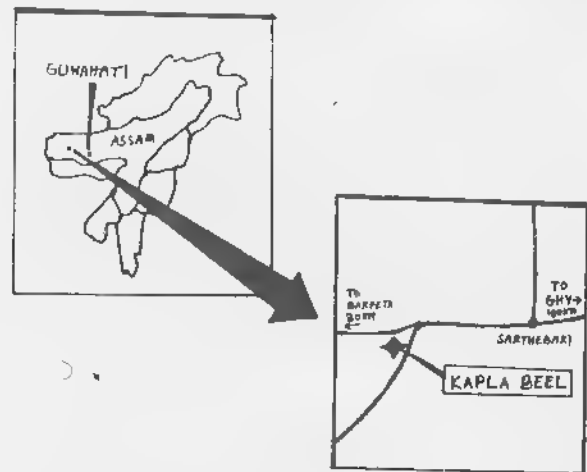 GUWAHATI
ASSAM
TO
BARPETA
TO
GHY→
SARTHEBARI
KAPLA BEEL